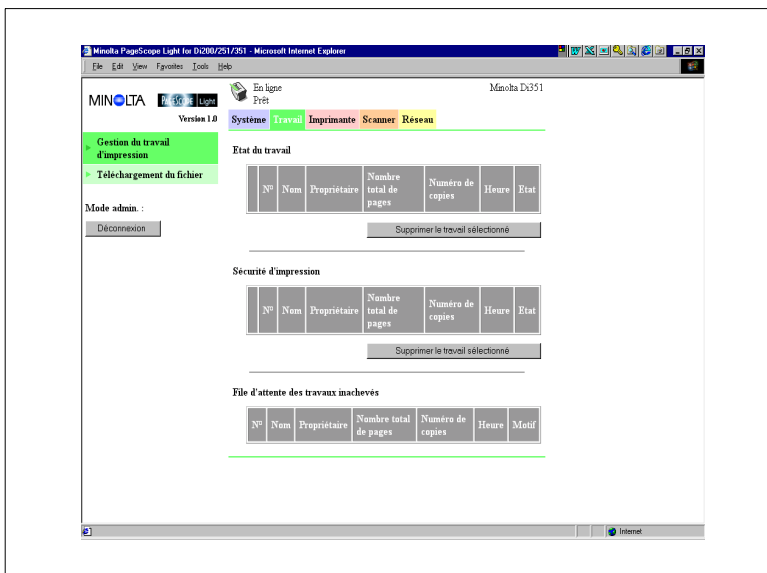 Minolta PageScope Light for Di200/251/351 - Microsoft Internet Explorer
File Edit View Favorites Tools Help
MINOLTA PAGESCOPE Light
Version 1.0
En ligne
Prêt
Minolta Di351
Système Travail Imprimante Scanner Réseau
Gestion du travail
d'impression
Téléchargement du fichier
Mode admin. :
Déconnexion
Etat du travail
N° Nom Propriétaire Nombre total de pages Numéro de copies Heure Etat
Supprimer le travail sélectionné
Sécurité d'impression
N° Nom Propriétaire Nombre total de pages Numéro de copies Heure Etat
Supprimer le travail sélectionné
File d'attente des travaux inachevés
N° Nom Propriétaire Nombre total de pages Numéro de copies Heure Motif
Internet